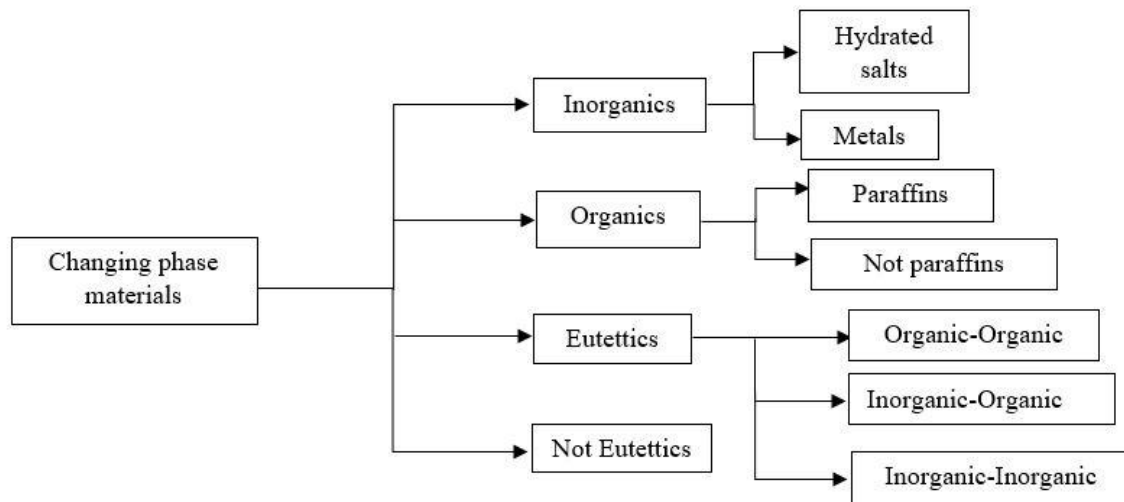 Changing phase
materials
Inorganics
Hydrated
salts
Metals
Organics
Paraffins
Not paraffins
Eutettics
Organic-Organic
Inorganic-Organic
Inorganic-Inorganic
Not Eutettics